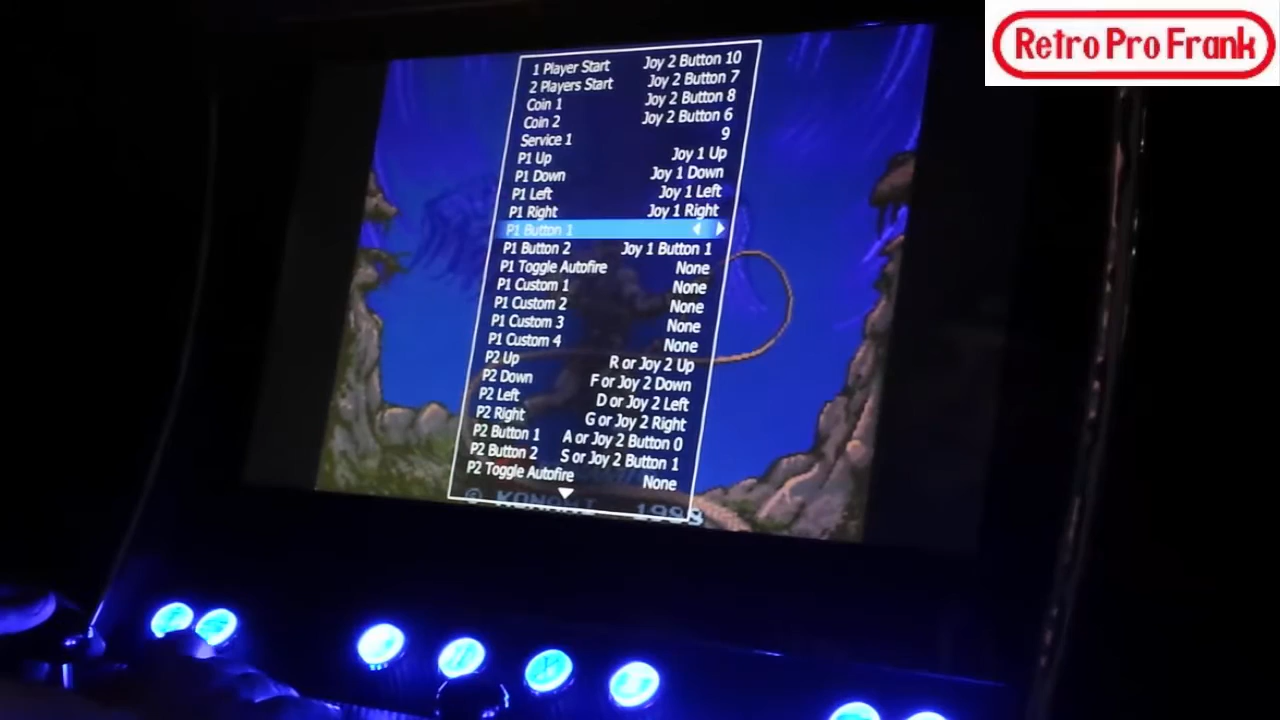 Retro Pro Frank
1 Player Start Joy 2 Button 10
2 Players Start Joy 2 Button 7
Coin 1 Joy 2 Button 8
Coin 2 Joy 2 Button 6
Service 1 9
P1 Up Joy 1 Up
P1 Down Joy 1 Down
P1 Left Joy 1 Left
P1 Right Joy 1 Right
P1 Button 1
P1 Button 2 Joy 1 Button 1
P1 Toggle Autofire None
P1 Custom 1 None
P1 Custom 2 None
P1 Custom 3 None
P1 Custom 4 None
P2 Up R or Joy 2 Up
P2 Down F or Joy 2 Down
P2 Left D or Joy 2 Left
P2 Right G or Joy 2 Right
P2 Button 1 A or Joy 2 Button 0
P2 Button 2 S or Joy 2 Button 1
P2 Toggle Autofire None
© KONAMI 1988